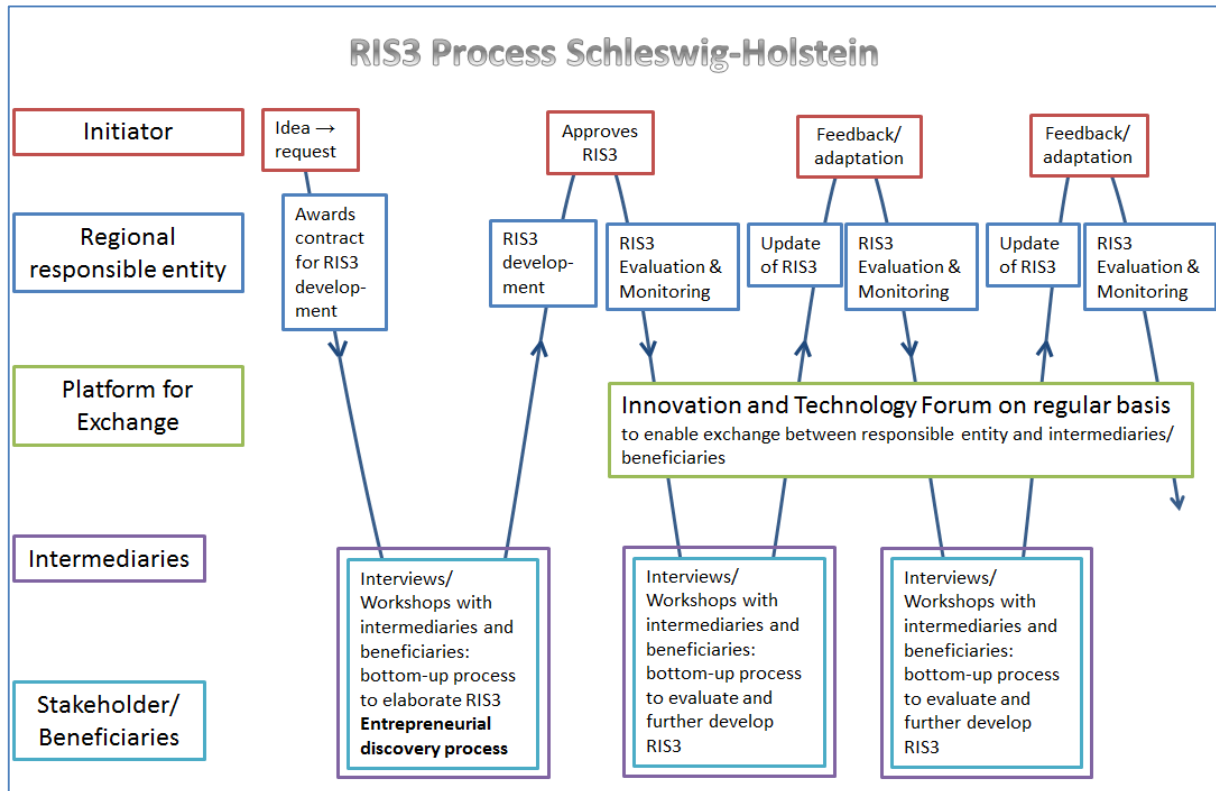 RIS3 Process Schleswig-Holstein
Initiator
Idea →
request
Approves
RIS3
Feedback/
adaptation
Feedback/
adaptation
Regional
responsible entity
Awards
contract
for RIS3
develop-
ment
RIS3
develop-
ment
RIS3
Evaluation &
Monitoring
Update
of RIS3
RIS3
Evaluation &
Monitoring
Update
of RIS3
RIS3
Evaluation &
Monitoring
Platform for
Exchange
Innovation and Technology Forum on regular basis
to enable exchange between responsible entity and intermediaries/
beneficiaries
Intermediaries
Stakeholder/
Beneficiaries
Interviews/
Workshops with
intermediaries and
beneficiaries:
bottom-up process
to elaborate RIS3
Entrepreneurial
discovery process
Interviews/
Workshops with
intermediaries and
beneficiaries:
bottom-up process
to evaluate and
further develop
RIS3
Interviews/
Workshops with
intermediaries and
beneficiaries:
bottom-up process
to evaluate and
further develop
RIS3